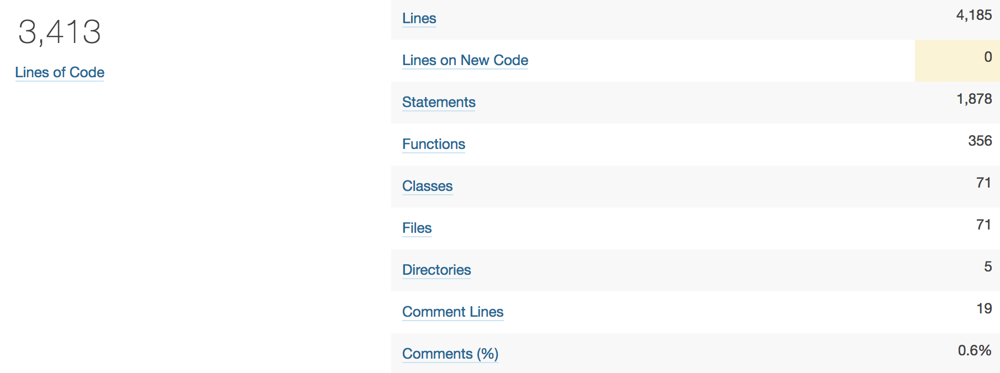 3,413
Lines of Code
Lines 4,185
Lines on New Code 0
Statements 1,878
Functions 356
Classes 71
Files 71
Directories 5
Comment Lines 19
Comments (%) 0.6%